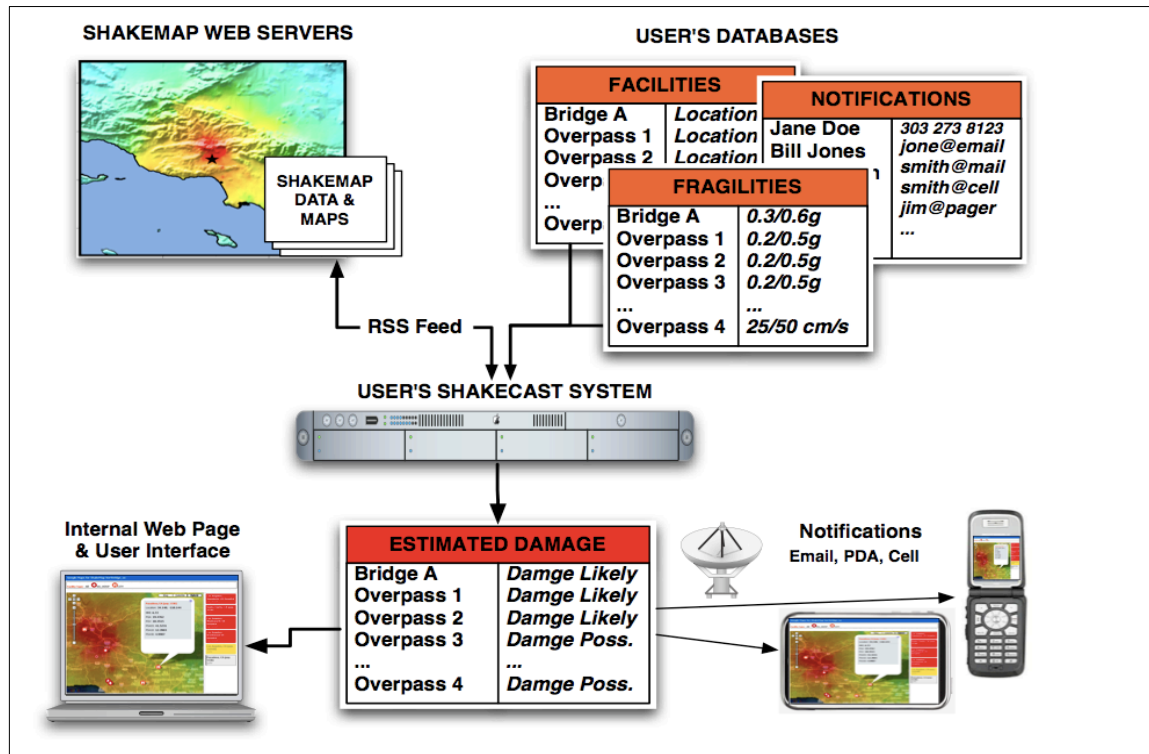 SHAKEMAP WEB SERVERS
USER'S DATABASES
SHAKEMAP
DATA &
MAPS
FACILITIES
Bridge A Location
Overpass 1 Location
Overpass 2 Location
...
NOTIFICATIONS
Jane Doe 303 273 8123
Bill Jones jone@email
smith@mail
smith@cell
jim@pager
...
FRAGILITIES
Bridge A 0.3/0.6g
Overpass 1 0.2/0.5g
Overpass 2 0.2/0.5g
Overpass 3 0.2/0.5g
... ...
Overpass 4 25/50 cm/s
RSS Feed
USER'S SHAKECAST SYSTEM
Internal Web Page
& User Interface
ESTIMATED DAMAGE
Bridge A Damge Likely
Overpass 1 Damge Likely
Overpass 2 Damge Likely
Overpass 3 Damge Poss.
... ...
Overpass 4 Damge Poss.
Notifications
Email, PDA, Cell